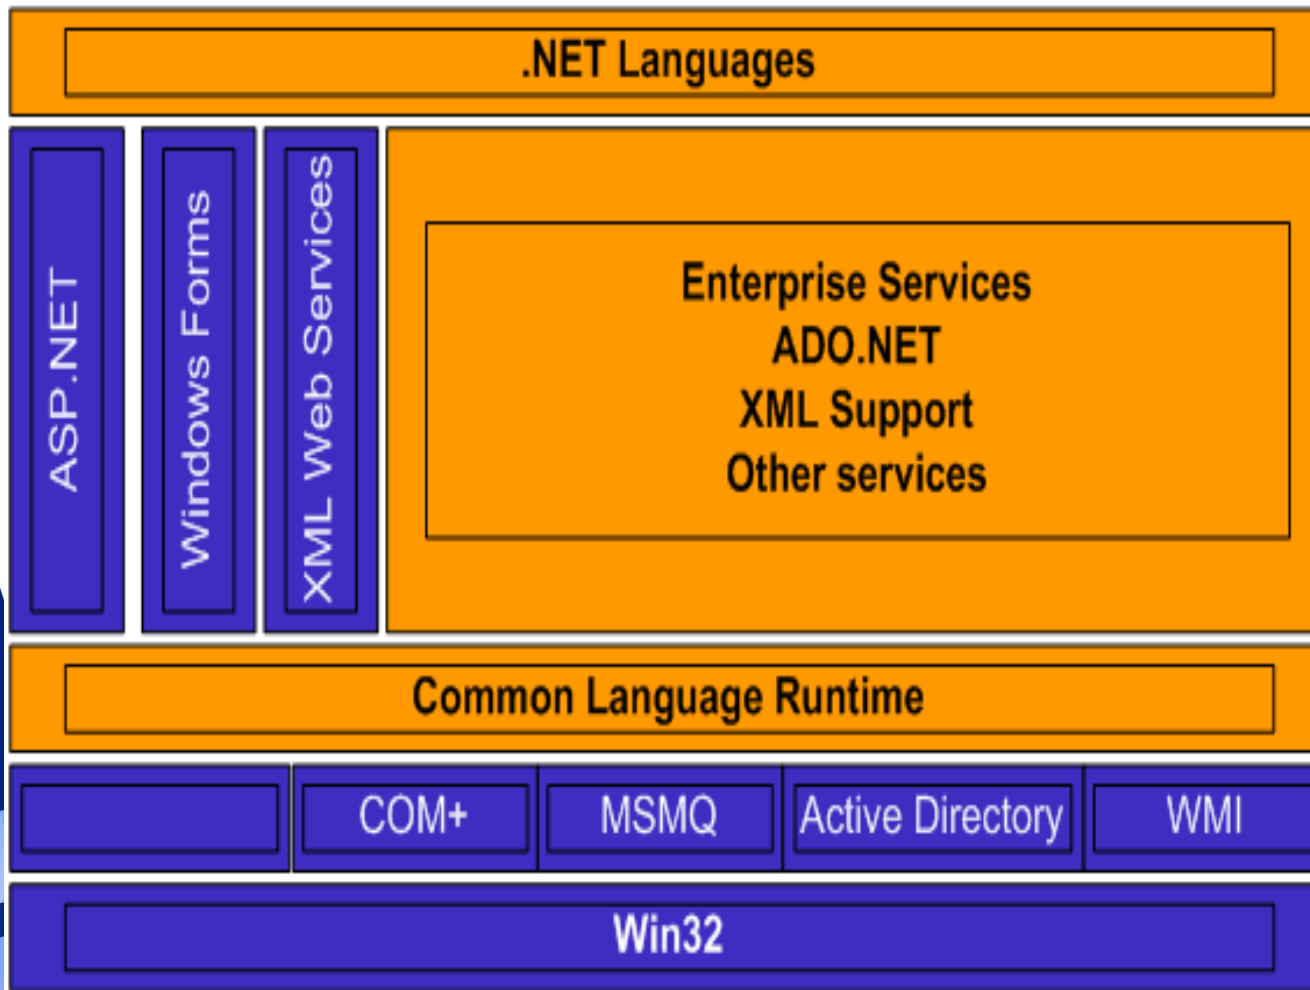 .NET Languages
ASP.NET
Windows Forms
XML Web Services
Enterprise Services
ADO.NET
XML Support
Other services
Common Language Runtime
COM+
MSMQ
Active Directory
WMI
Win32